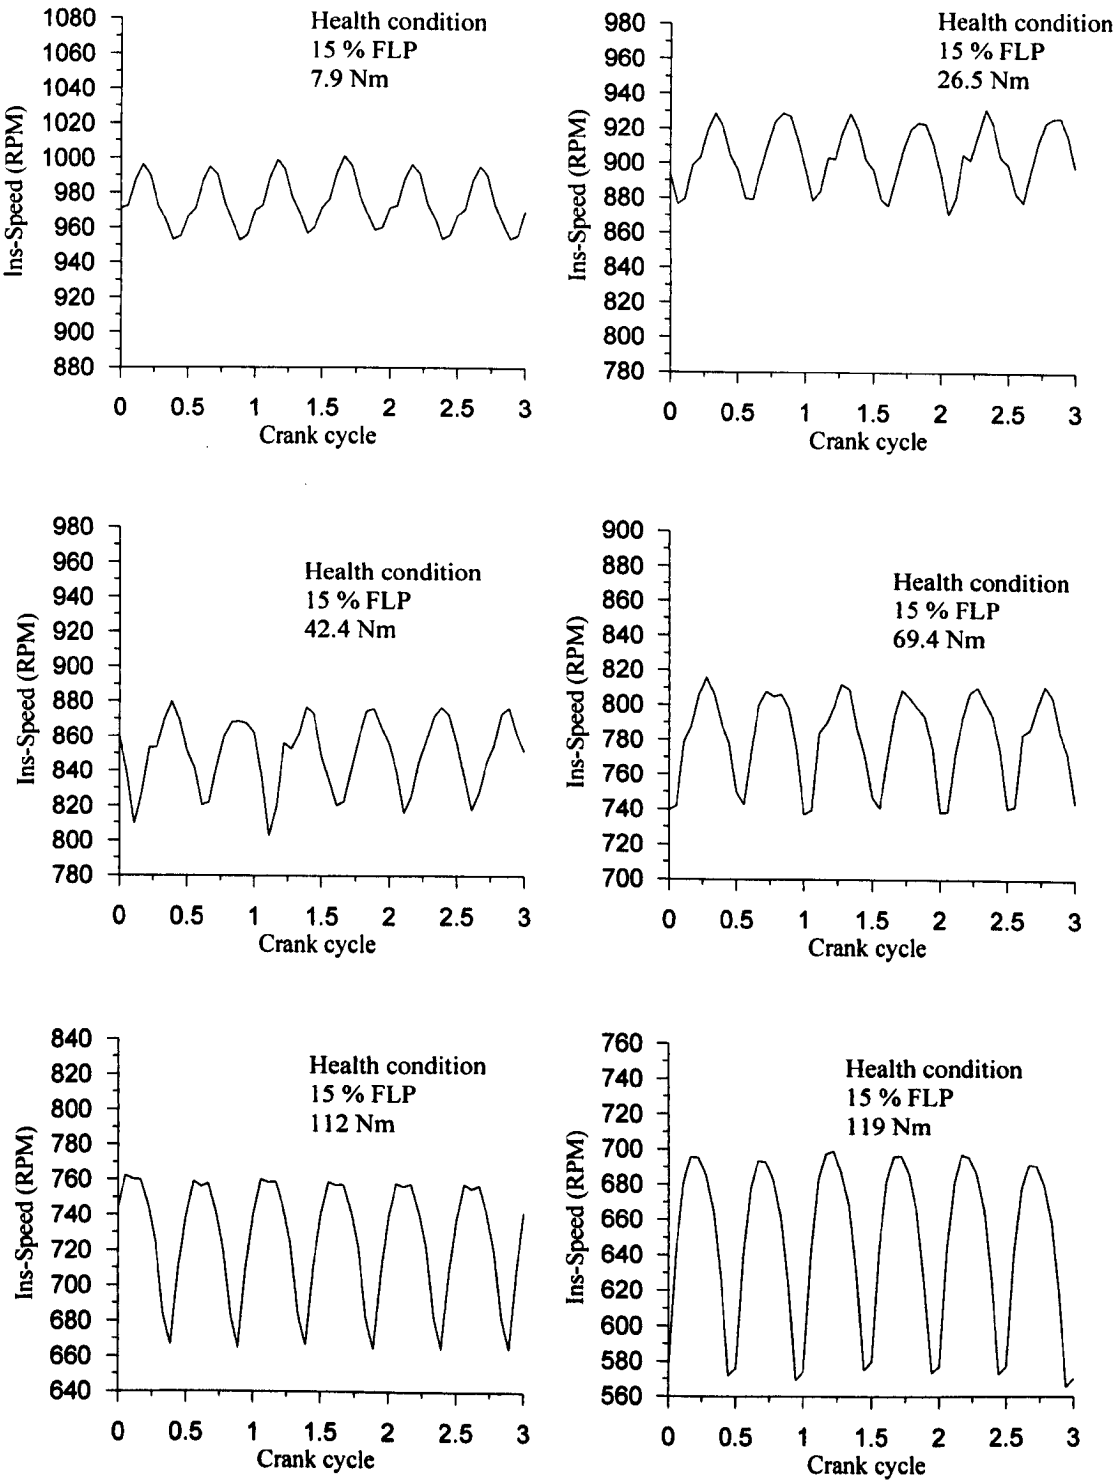 1080
1060
1040
1020
1000
980
960
940
920
900
880
Ins-Speed (RPM)
Health condition
15 % FLP
7.9 Nm
0 0.5 1 1.5 2 2.5 3
Crank cycle
980
960
940
920
900
880
860
840
820
800
780
Ins-Speed (RPM)
Health condition
15 % FLP
26.5 Nm
0 0.5 1 1.5 2 2.5 3
Crank cycle
980
960
940
920
900
880
860
840
820
800
780
Ins-Speed (RPM)
Health condition
15 % FLP
42.4 Nm
0 0.5 1 1.5 2 2.5 3
Crank cycle
900
880
860
840
820
800
780
760
740
720
700
Ins-Speed (RPM)
Health condition
15 % FLP
69.4 Nm
0 0.5 1 1.5 2 2.5 3
Crank cycle
840
820
800
780
760
740
720
700
680
660
640
Ins-Speed (RPM)
Health condition
15 % FLP
112 Nm
0 0.5 1 1.5 2 2.5 3
Crank cycle
760
740
720
700
680
660
640
620
600
580
560
Ins-Speed (RPM)
Health condition
15 % FLP
119 Nm
0 0.5 1 1.5 2 2.5 3
Crank cycle